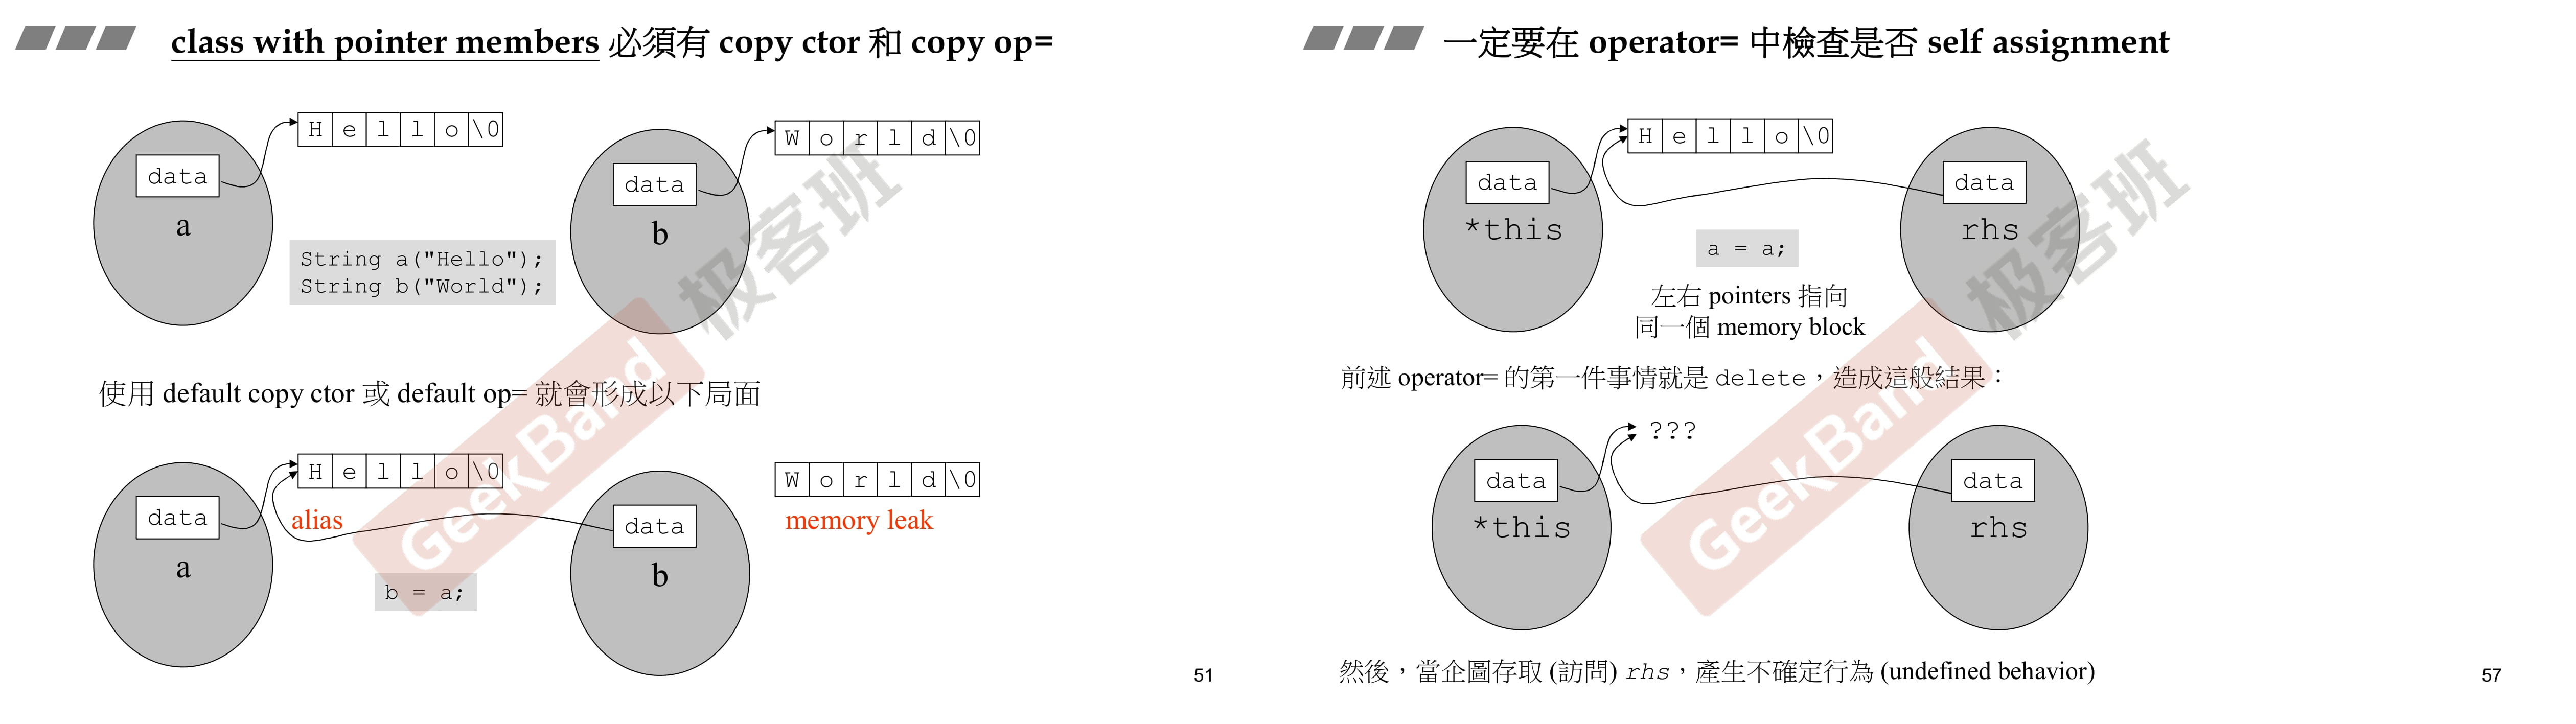 class with pointer members 必須有 copy ctor 和 copy op=
H e l l o \0
W o r l d \0
data
data
a
b
String a("Hello");
String b("World");
使用 default copy ctor 或 default op= 就會形成以下局面
H e l l o \0
W o r l d \0
data
alias
data
memory leak
a
b
b = a;
51
一定要在 operator= 中檢查是否 self assignment
H e l l o \0
data
data
*this
rhs
a = a;
左右 pointers 指向
同一個 memory block
前述 operator= 的第一件事情就是 delete，造成這般結果：
???
data
data
*this
rhs
然後，當企圖存取 (訪問) rhs，產生不確定行為 (undefined behavior)
57
GeekBand 极客班
GeekBand 极客班